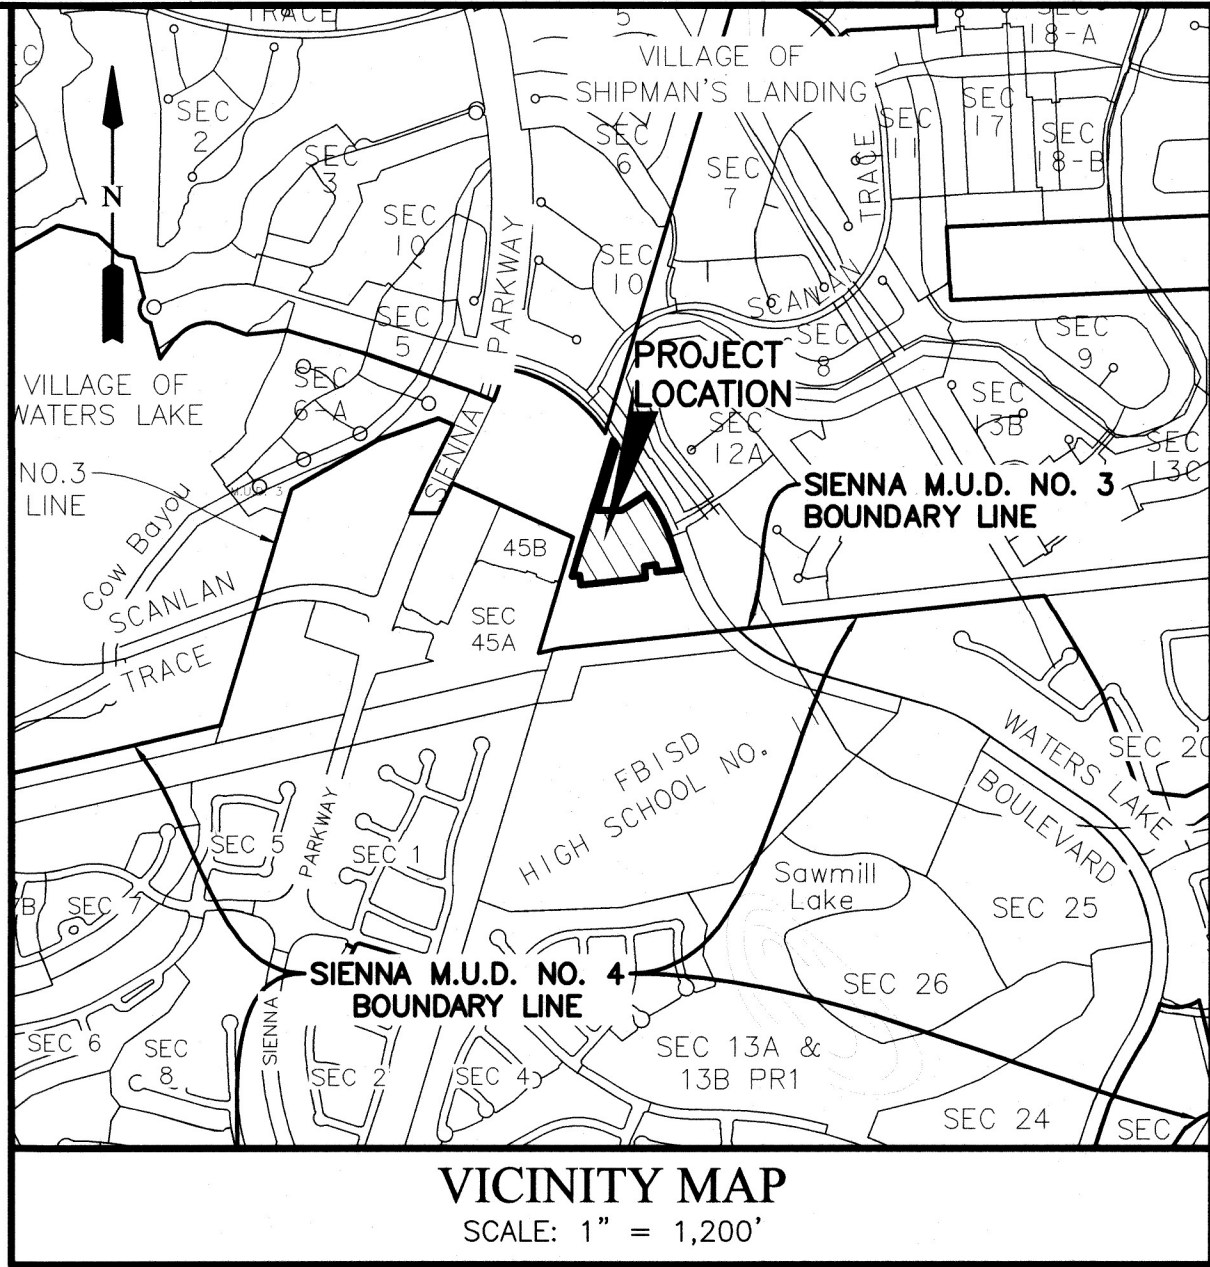 TRACE
5
SEC
18-A
VILLAGE OF
SHIPMAN'S LANDING
SEC
2
SEC
3
SEC
6
SEC
7
TRACE
SEC
11
SEC
17
SEC
18-B
N
SEC
10
PARKWAY
SEC
10
SCANLAN
SEC
5
SEC
8
SEC
9
PROJECT
LOCATION
VILLAGE OF
WATERS LAKE
SEC
6-A
SIENNA
SEC
12A
SEC
13B
SEC
13C
NO.3
LINE
M.U.D. 3
SIENNA M.U.D. NO. 3
BOUNDARY LINE
Cow Bayou
45B
SCANLAN
TRACE
SEC
45A
FBISD
HIGH SCHOOL NO.
WATERS LAKE
BOULEVARD
SEC 20
SEC 5
PARKWAY
SEC 1
Sawmill
Lake
7B
SEC 7
SEC 25
SIENNA M.U.D. NO. 4
BOUNDARY LINE
SEC 26
SEC 6
SEC
8
SIENNA
SEC 2
SEC 4
SEC 13A &
13B PR1
SEC 24
SEC
VICINITY MAP
SCALE: 1" = 1,200'